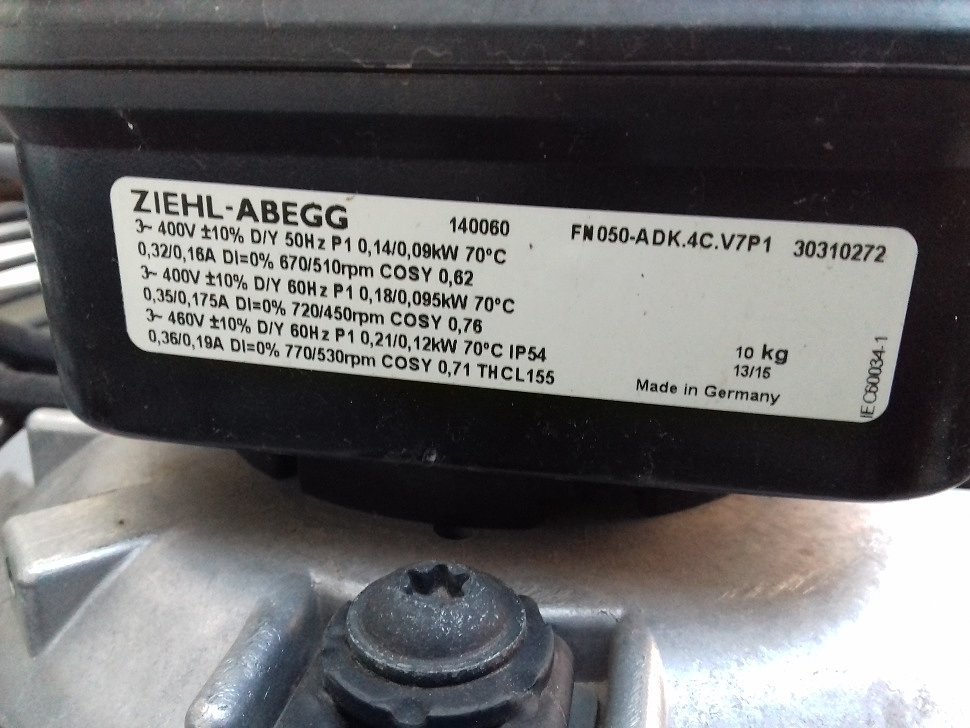 ZIEHL-ABEGG 140060 FN050-ADK.4C.V7P1 30310272
3~ 400V ±10% D/Y 50Hz P1 0,14/0,09kW 70°C
0,32/0,16A DI=0% 670/510rpm COSY 0,62
3~ 400V ±10% D/Y 60Hz P1 0,18/0,095kW 70°C
0,35/0,175A DI=0% 720/450rpm COSY 0,76
3~ 460V ±10% D/Y 60Hz P1 0,21/0,12kW 70°C IP54
0,36/0,19A DI=0% 770/530rpm COSY 0,71 THCL155
10 kg
13/15
Made in Germany
IEC60034-1